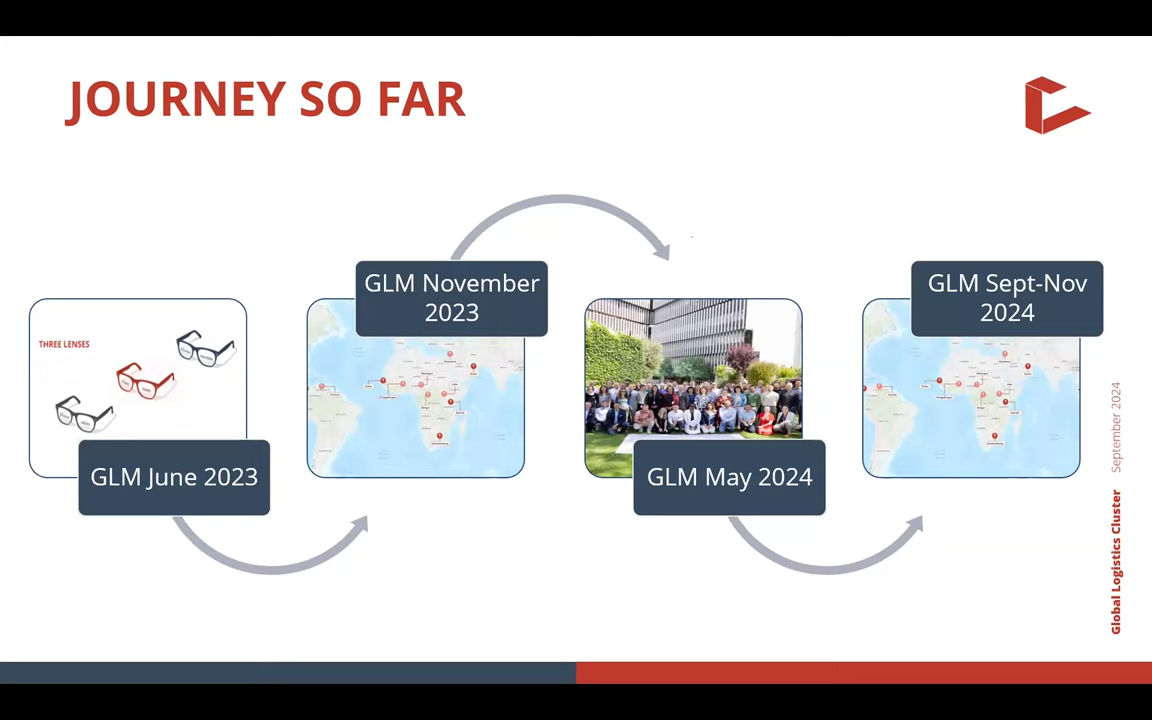 JOURNEY SO FAR
THREE LENSES
GLM June 2023
GLM November
2023
GLM May 2024
GLM Sept-Nov
2024
Global Logistics Cluster September 2024